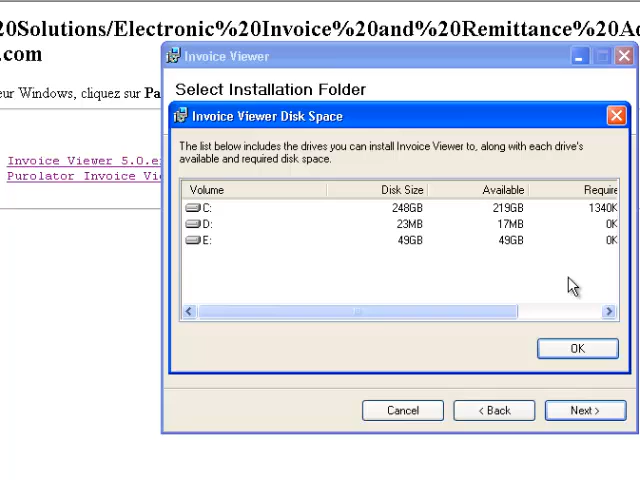 20Solutions/Electronic%20Invoice%20and%20Remittance%20Ad
.com
eur Windows, cliquez sur Pa
Invoice Viewer 5.0.e
Purolator Invoice Vi
Invoice Viewer
Select Installation Folder
Invoice Viewer Disk Space
The list below includes the drives you can install Invoice Viewer to, along with each drive's
available and required disk space.
Volume Disk Size Available Require
C: 248GB 219GB 1340K
D: 23MB 17MB 0K
E: 49GB 49GB 0K
OK
Cancel < Back Next >